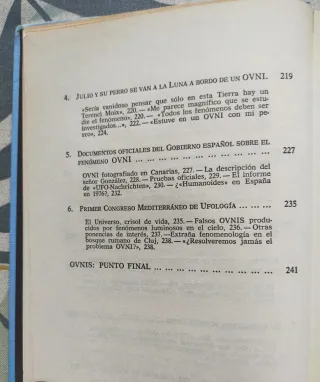 4. JULIO Y SU PERRO SE VAN A LA LUNA A BORDO DE UN OVNI. 219
«Sería vanidoso pensar que sólo en esta Tierra hay un
Terenci Moix», 220. — «Me parece magnífico que se estu-
die el fenómeno», 220. — «Todos los fenómenos deben ser
investigados...», 222. — «Estuve en un OVNI con mi pe-
rro», 224.
5. DOCUMENTOS OFICIALES DEL GOBIERNO ESPAÑOL SOBRE EL
FENÓMENO OVNI ... ... ... ... ... ... ... ... ... ... 227
OVNI fotografiado en Canarias, 227. — La descripción del
señor González, 228. — Pruebas oficiales, 229. — El informe
de «UFO-Nachrichten», 230. — ¿«Humanoides» en España
en 1976?, 232.
6. PRIMER CONGRESO MEDITERRÁNEO DE UFOLOGÍA ... ... ... ... 235
El Universo, crisol de vida, 235. — Falsos OVNIS produ-
cidos por fenómenos luminosos en el cielo, 236. — Otras
ponencias de interés, 237. — Extraña fenomenología en el
bosque rumano de Cluj, 238. — «¿Resolveremos jamás el
problema OVNI?», 238.
OVNIS: PUNTO FINAL ... ... ... ... ... ... ... ... ... 241